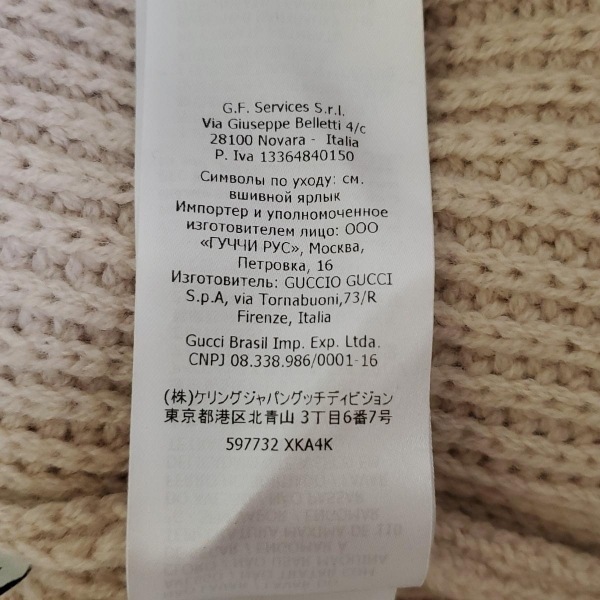 G.F. Services S.r.l.
Via Giuseppe Belletti 4/c
28100 Novara - Italia
P. Iva 13364840150
Символы по уходу: см.
вшивной ярлык
Импортер и уполномоченное
изготовителем лицо: ООО
«ГУЧЧИ РУС», Москва,
Петровка, 16
Изготовитель: GUCCIO GUCCI
S.p.A, via Tornabuoni,73/R
Firenze, Italia
Gucci Brasil Imp. Exp. Ltda.
CNPJ 08.338.986/0001-16
(株)ケリングジャパングッチディビジョン
東京都港区北青山 3丁目6番7号
597732 XKA4K